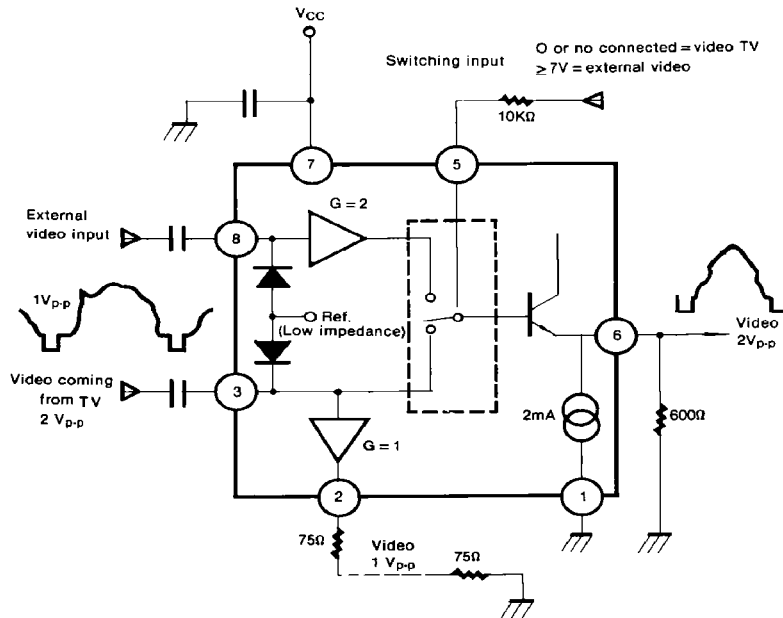 VCC
Switching input
O or no connected = video TV
≥ 7V = external video
10KΩ
7
5
External
video input
8
G = 2
1Vp-p
Ref.
(Low impedance)
Video coming
from TV
2 Vp-p
3
G = 1
6
Video
2Vp-p
2mA
600Ω
2
1
75Ω
Video
1 Vp-p
75Ω